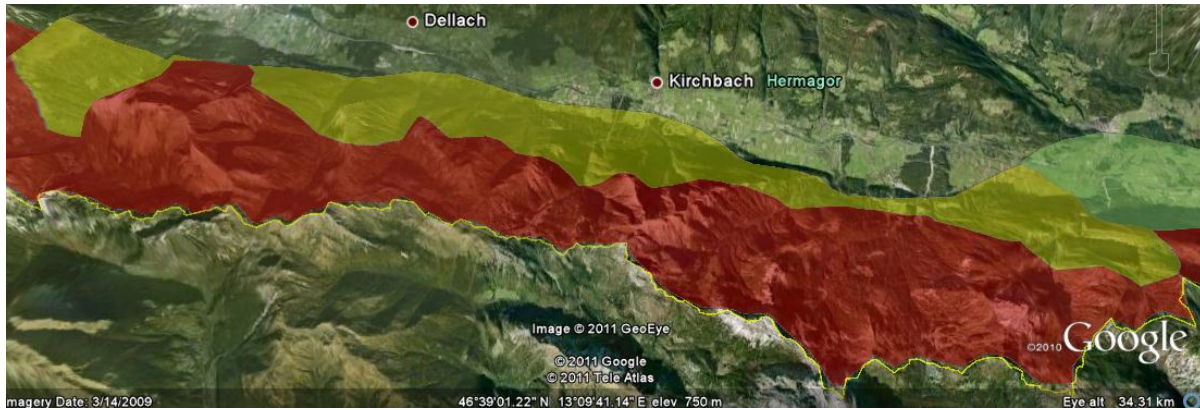 Dellach
Kirchbach Hermagor
Image © 2011 GeoEye
© 2011 Google
© 2011 Tele Atlas
©2010 Google
magery Date: 3/14/2009 46°39'01.22" N 13°09'41.14" E elev 750 m Eye alt 34.31 km